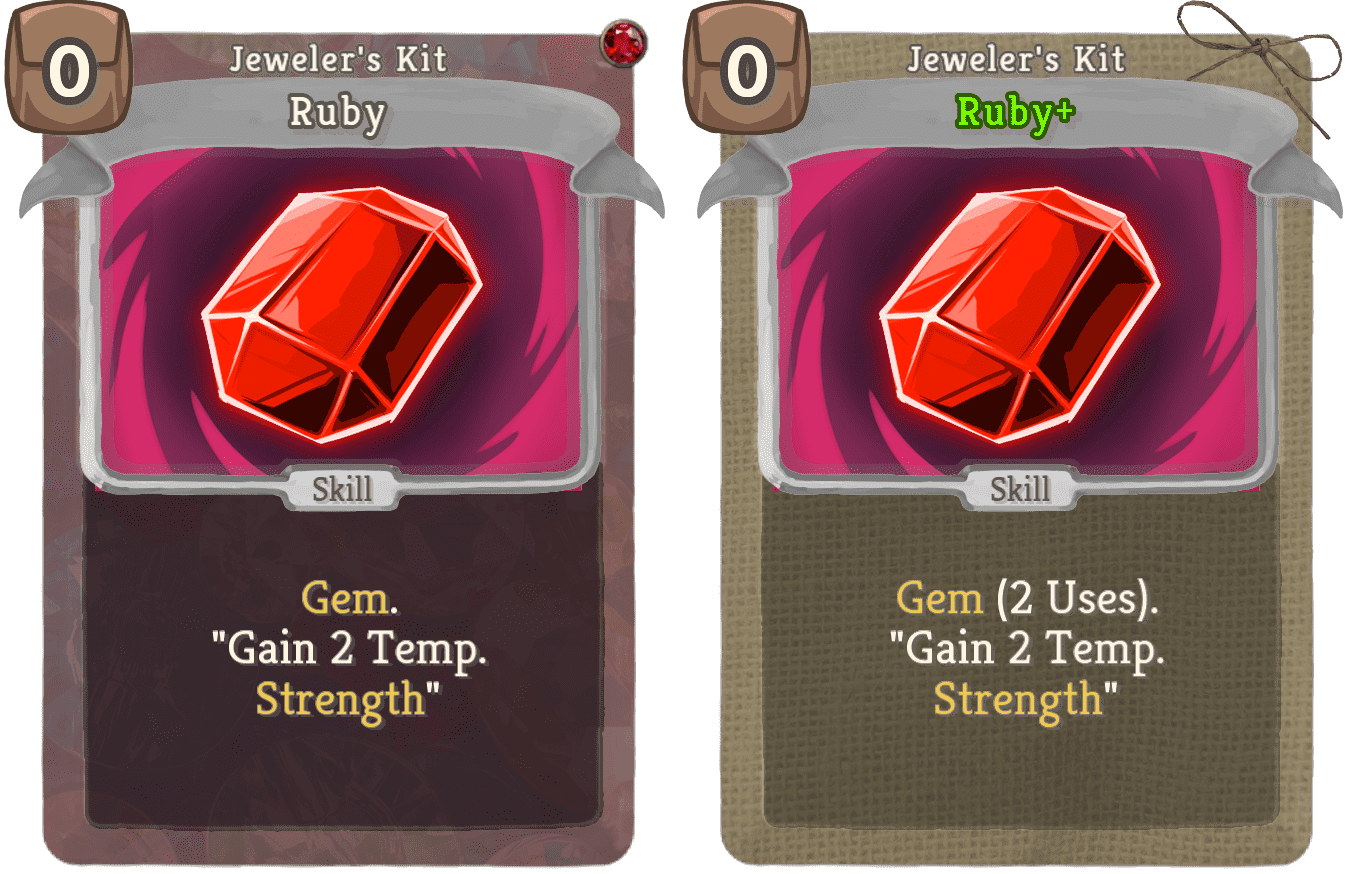 0
Jeweler's Kit
Ruby
Skill
Gem.
"Gain 2 Temp.
Strength"
0
Jeweler's Kit
Ruby+
Skill
Gem (2 Uses).
"Gain 2 Temp.
Strength"